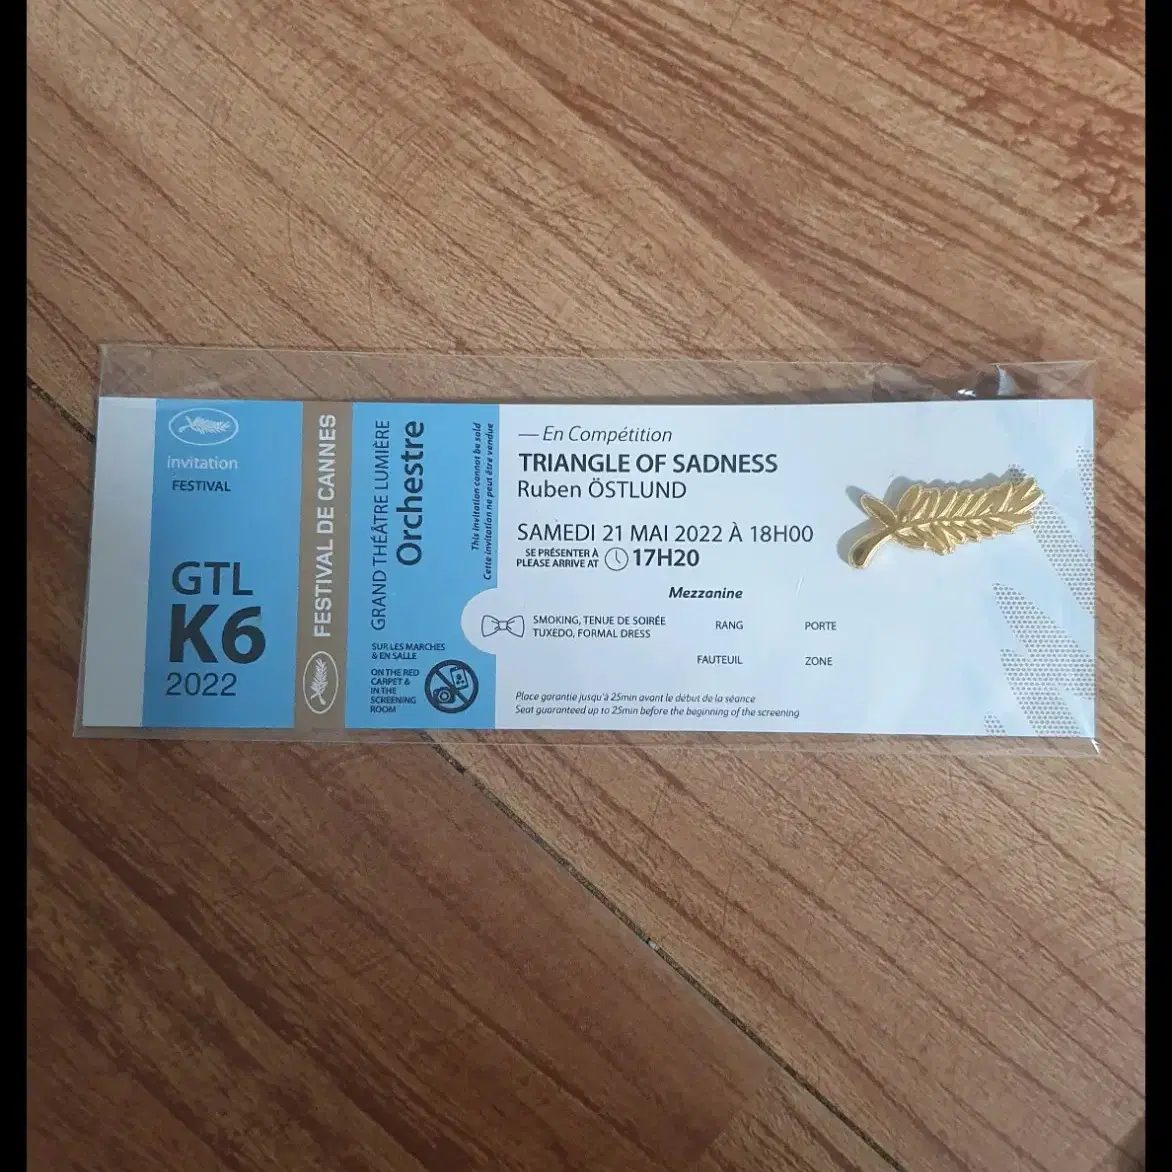 invitation
FESTIVAL
GTL
K6
2022
FESTIVAL DE CANNES
GRAND THÉÂTRE LUMIÈRE
Orchestre
SUR LES MARCHES
& EN SALLE
ON THE RED
CARPET &
IN THE
SCREENING
ROOM
This invitation cannot be sold
Cette invitation ne peut être vendue
— En Compétition
TRIANGLE OF SADNESS
Ruben ÖSTLUND
SAMEDI 21 MAI 2022 À 18H00
SE PRÉSENTER À
PLEASE ARRIVE AT 17H20
Mezzanine
SMOKING, TENUE DE SOIRÉE
TUXEDO, FORMAL DRESS
RANG PORTE
FAUTEUIL ZONE
Place garantie jusqu'à 25min avant le début de la séance
Seat guaranteed up to 25min before the beginning of the screening